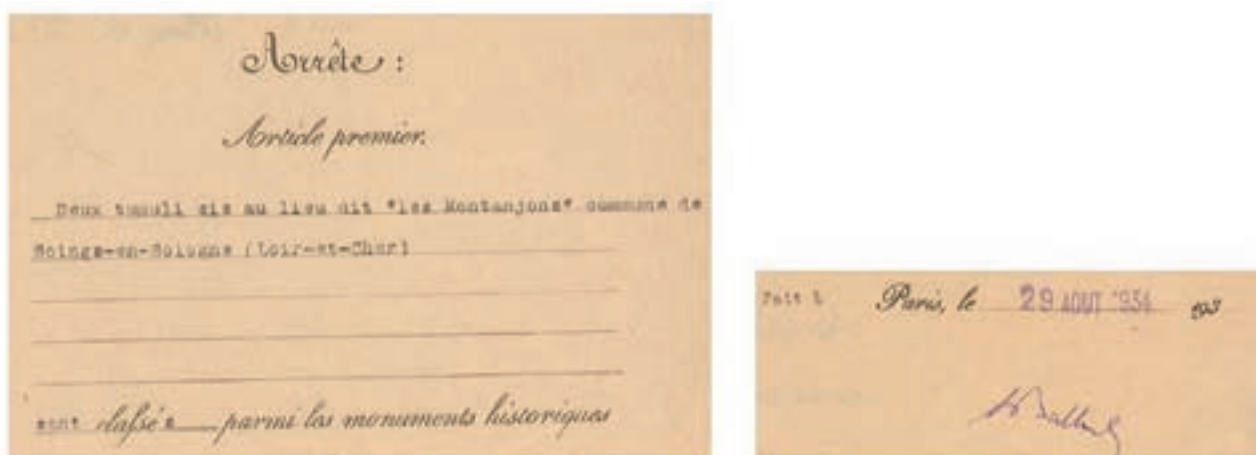 Arrête :
Article premier.
Deux tumuli sis au lieu dit "les Montanjons" commune de
Soings-en-Sologne (Loir-et-Cher)
sont classés parmi les monuments historiques
Fait à Paris, le 29 AOUT 1934 193